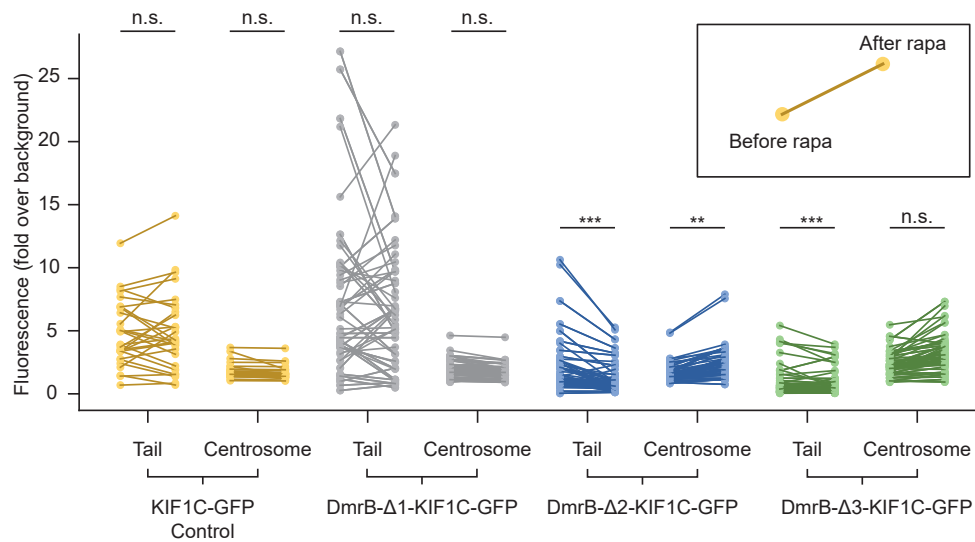 n.s.
n.s.
n.s.
n.s.
After rapa
Before rapa
***
**
***
n.s.
Fluorescence (fold over background)
25
20
15
10
5
0
Tail
Centrosome
Tail
Centrosome
Tail
Centrosome
Tail
Centrosome
KIF1C-GFP
Control
DmrB-Δ1-KIF1C-GFP
DmrB-Δ2-KIF1C-GFP
DmrB-Δ3-KIF1C-GFP